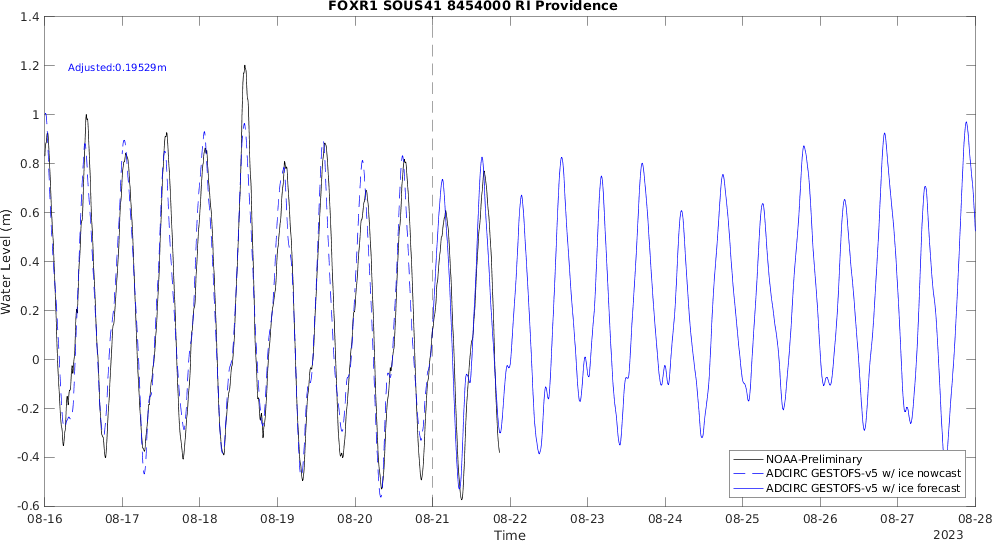 FOXR1 SOUS41 8454000 RI Providence
1.4
1.2
1
0.8
0.6
0.4
0.2
0
-0.2
-0.4
-0.6
Water Level (m)
Adjusted:0.19529m
NOAA-Preliminary
ADCIRC GESTOFS-v5 w/ ice nowcast
ADCIRC GESTOFS-v5 w/ ice forecast
08-16 08-17 08-18 08-19 08-20 08-21 08-22 08-23 08-24 08-25 08-26 08-27 08-28
Time
2023